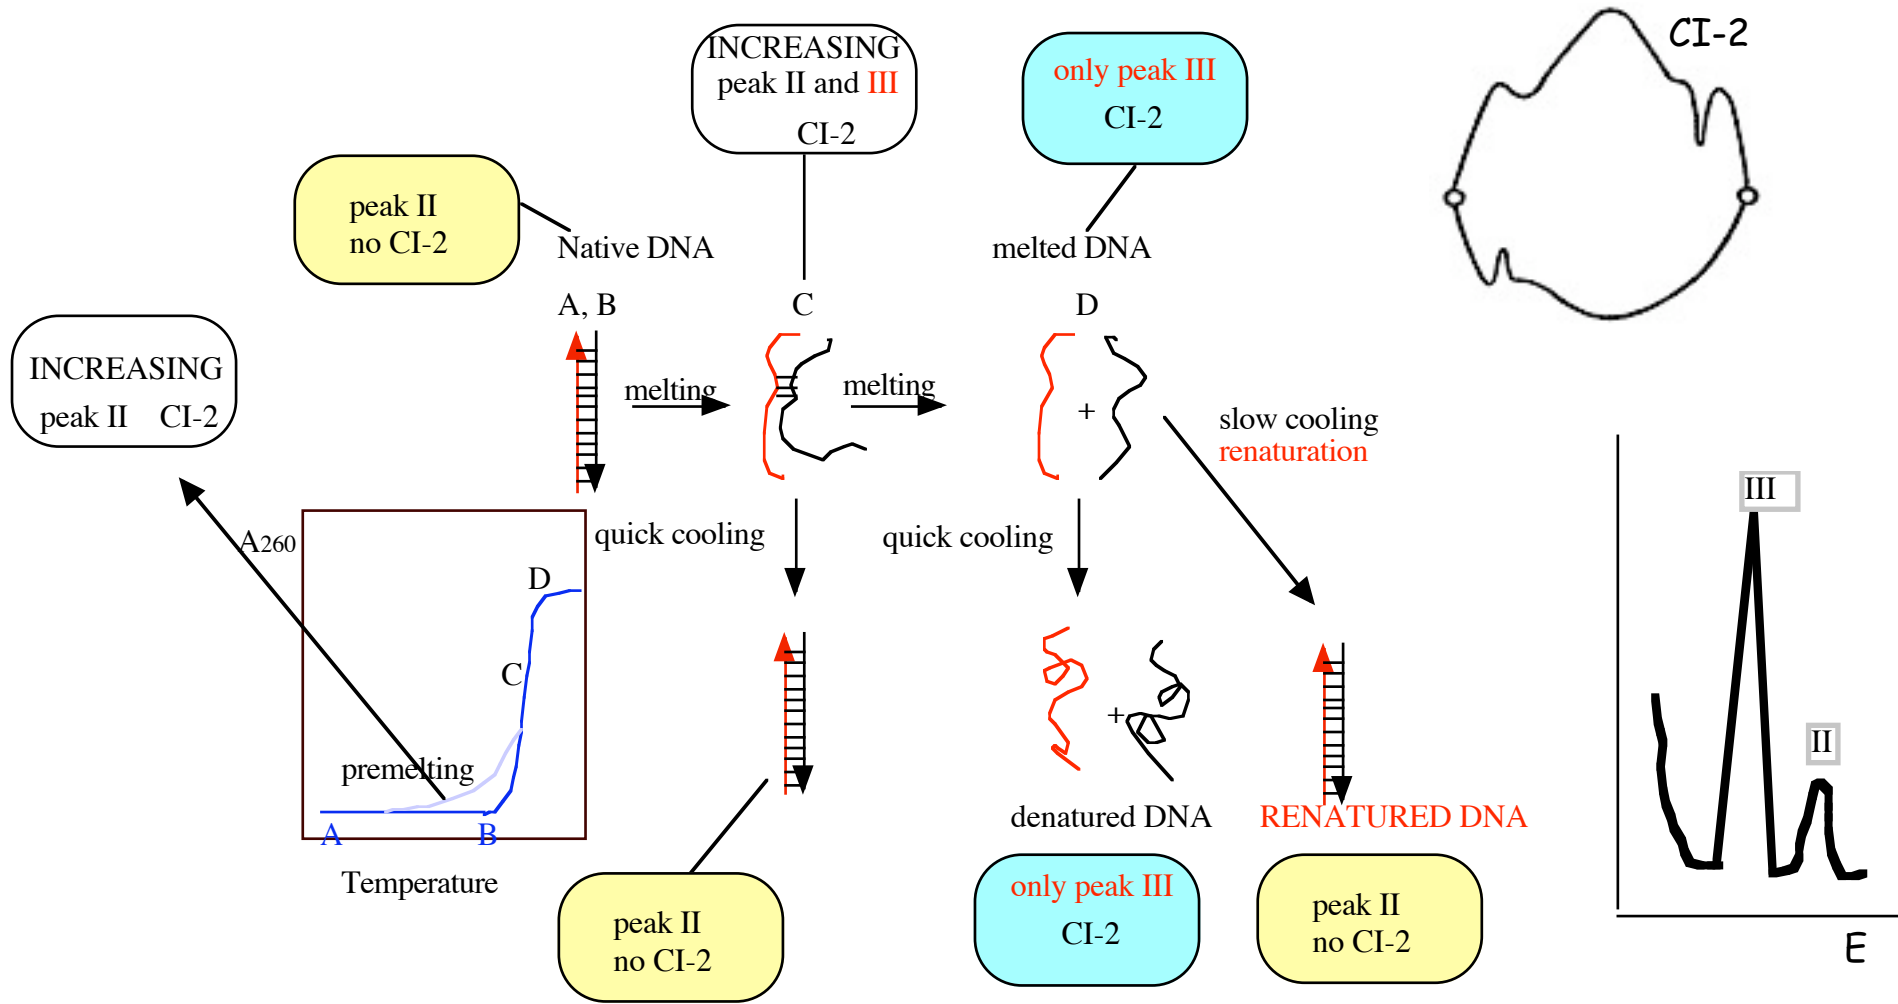 INCREASING
peak II and III
CI-2
only peak III
CI-2
CI-2
peak II
no CI-2
Native DNA
melted DNA
A, B
C
D
INCREASING
peak II CI-2
melting
melting
+
slow cooling
renaturation
A260
quick cooling
quick cooling
III
D
C
+
II
premelting
A
B
denatured DNA
RENATURED DNA
Temperature
peak II
no CI-2
only peak III
CI-2
peak II
no CI-2
E